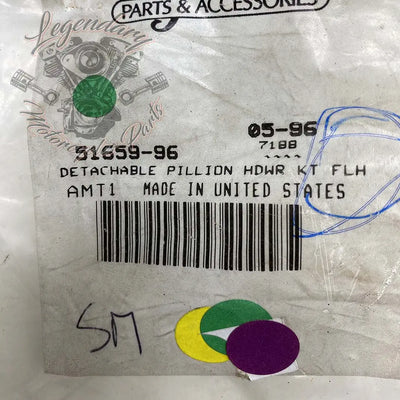 PARTS & ACCESSORIES
Legendary
Motorcycle Parts
51659-96
05-96
7188
DETACHABLE PILLION HDWR KT FLH
AMT1 MADE IN UNITED STATES
SM